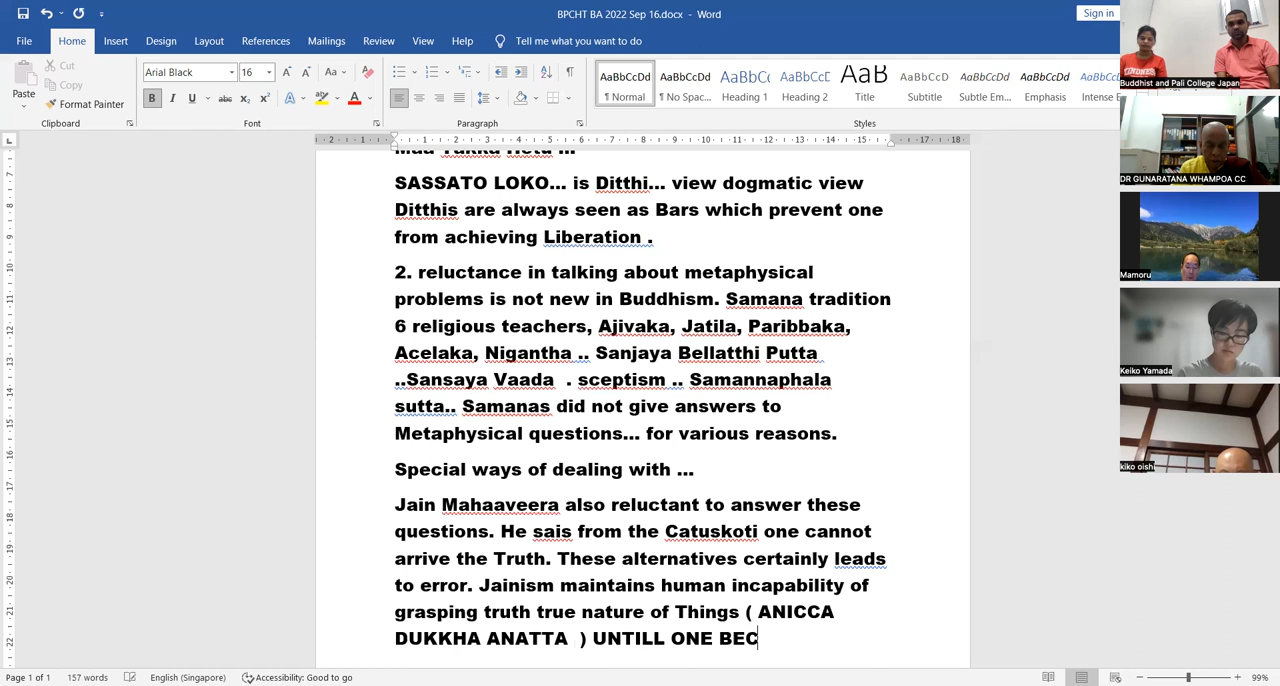 BPCHT BA 2022 Sep 16.docx - Word
Sign in
File Home Insert Design Layout References Mailings Review View Help Tell me what you want to do
Paste
Cut
Copy
Format Painter
Clipboard
Arial Black 16
Font
Paragraph
AaBbCcDd ¶ Normal
AaBbCcDd ¶ No Spac...
AaBbCc Heading 1
AaBbCcD Heading 2
AaB Title
AaBbCcDd Subtitle
AaBbCcDd Subtle Em...
AaBbCcDd Emphasis
Intense E
Styles
SASSATO LOKO... is Ditthi... view dogmatic view
Ditthis are always seen as Bars which prevent one
from achieving Liberation .
2. reluctance in talking about metaphysical
problems is not new in Buddhism. Samana tradition
6 religious teachers, Ajivaka, Jatila, Paribbaka,
Acelaka, Nigantha .. Sanjaya Bellatthi Putta
..Sansaya Vaada . sceptism .. Samannaphala
sutta.. Samanas did not give answers to
Metaphysical questions... for various reasons.
Special ways of dealing with ...
Jain Mahaaveera also reluctant to answer these
questions. He sais from the Catuskoti one cannot
arrive the Truth. These alternatives certainly leads
to error. Jainism maintains human incapability of
grasping truth true nature of Things ( ANICCA
DUKKHA ANATTA ) UNTILL ONE BEC
Page 1 of 1 157 words English (Singapore) Accessibility: Good to go 99%
Buddhist and Pali College Japan
DR GUNARATANA WHAMPOA CC
Mamoru
Keiko Yamada
kiko oishi